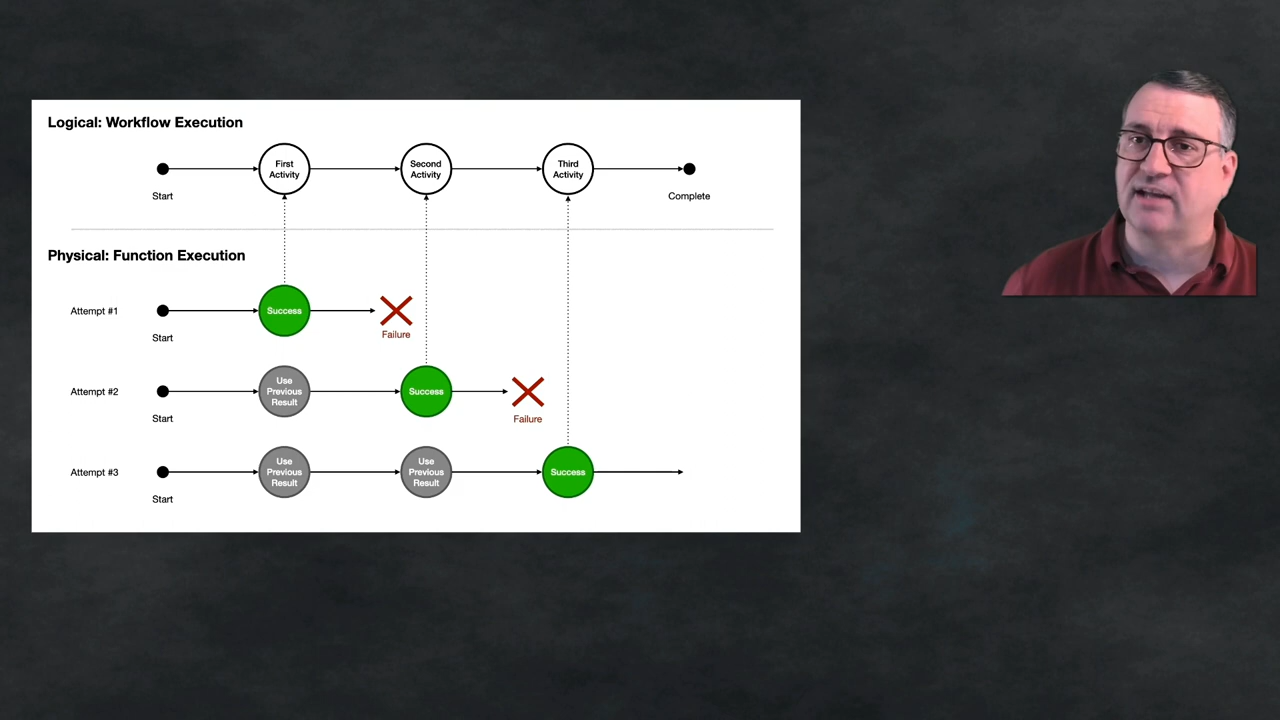 Logical: Workflow Execution
First
Activity
Second
Activity
Third
Activity
Start
Complete
Physical: Function Execution
Attempt #1
Success
Failure
Start
Attempt #2
Use
Previous
Result
Success
Failure
Start
Attempt #3
Use
Previous
Result
Use
Previous
Result
Success
Start